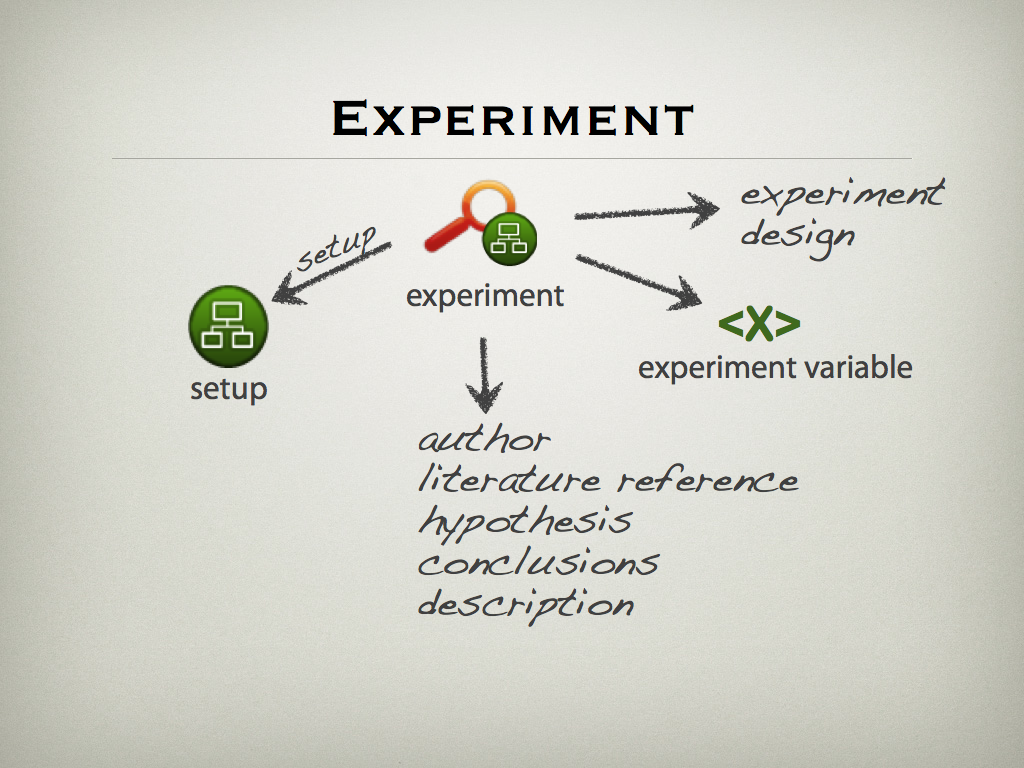 EXPERIMENT
experiment
design
setup
experiment
<X>
experiment variable
setup
author
literature reference
hypothesis
conclusions
description